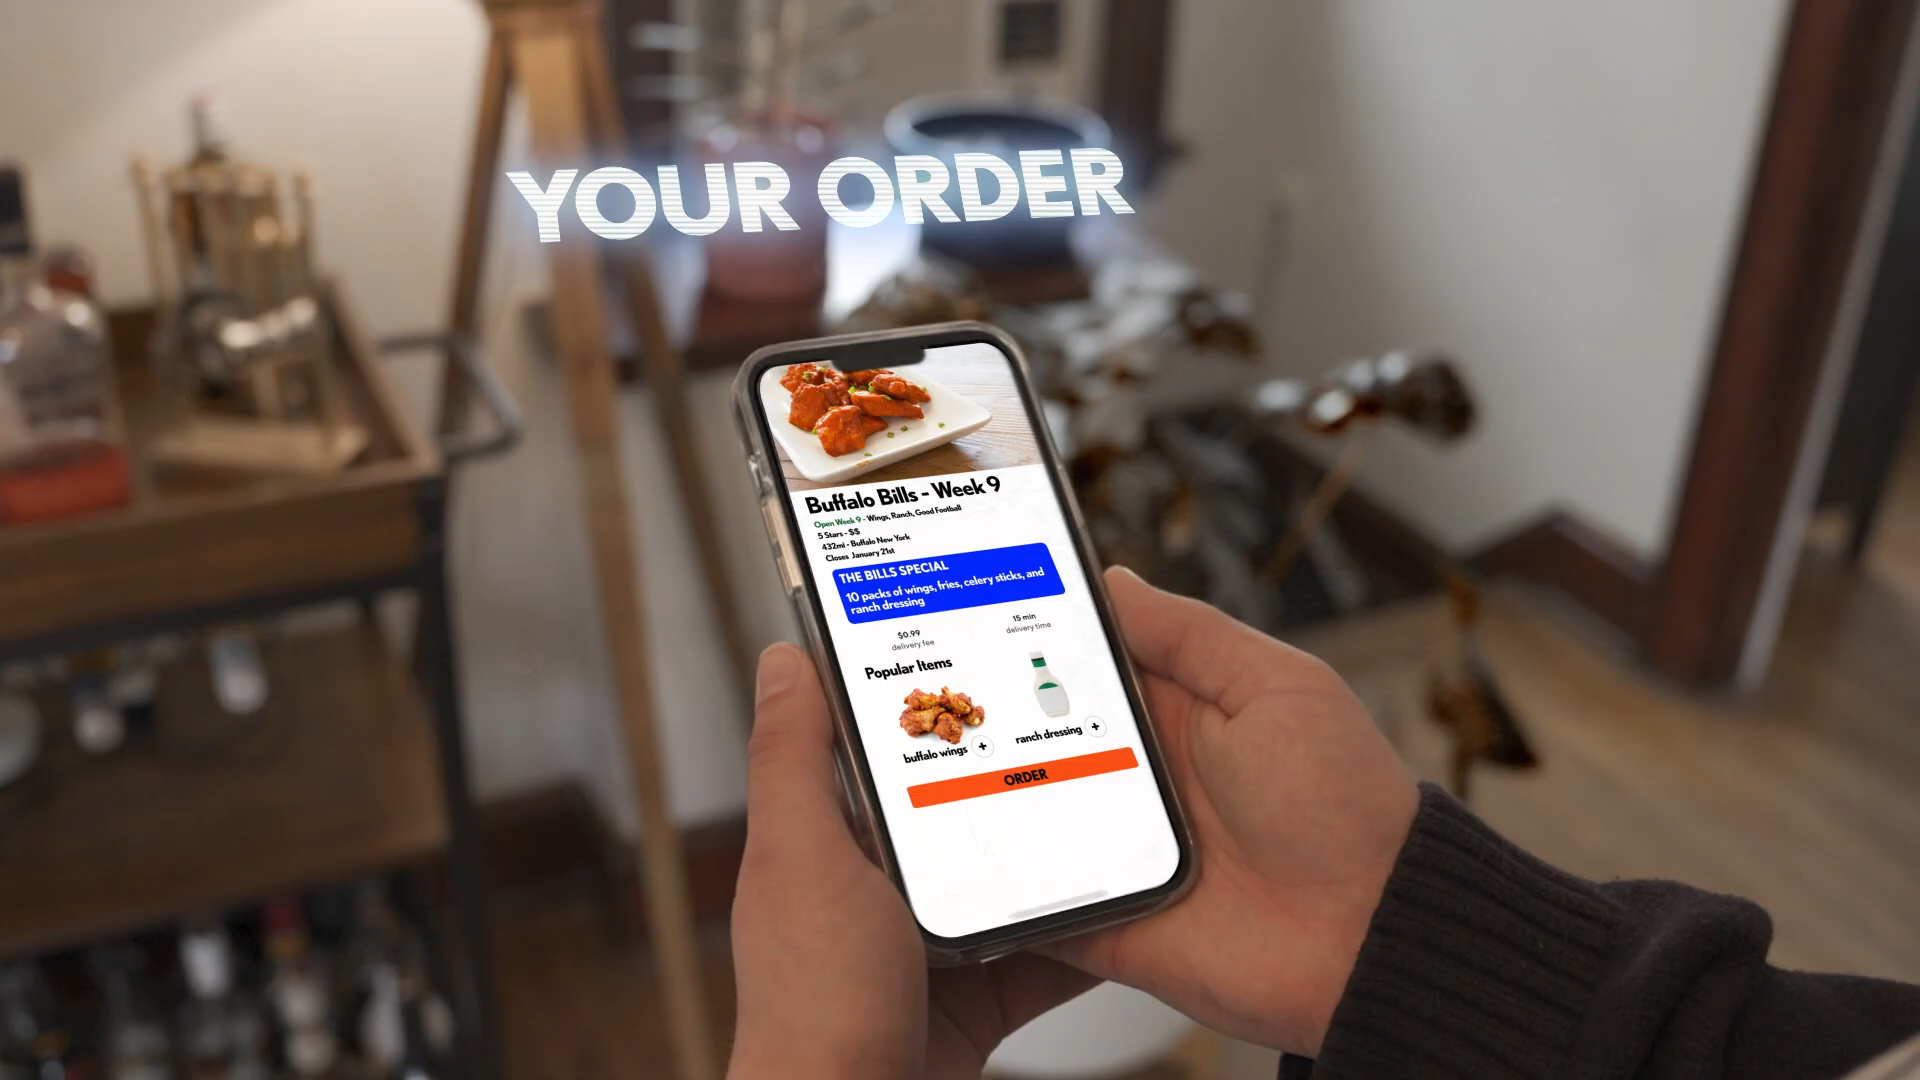 YOUR ORDER
Buffalo Bills - Week 9
Open Week 9 - Wings, Ranch, Good Football
5 Stars - $$
432mi - Buffalo New York
Closes January 21st
THE BILLS SPECIAL
10 packs of wings, fries, celery sticks, and
ranch dressing
$0.99
delivery fee
15 min
delivery time
Popular Items
buffalo wings +
ranch dressing +
ORDER